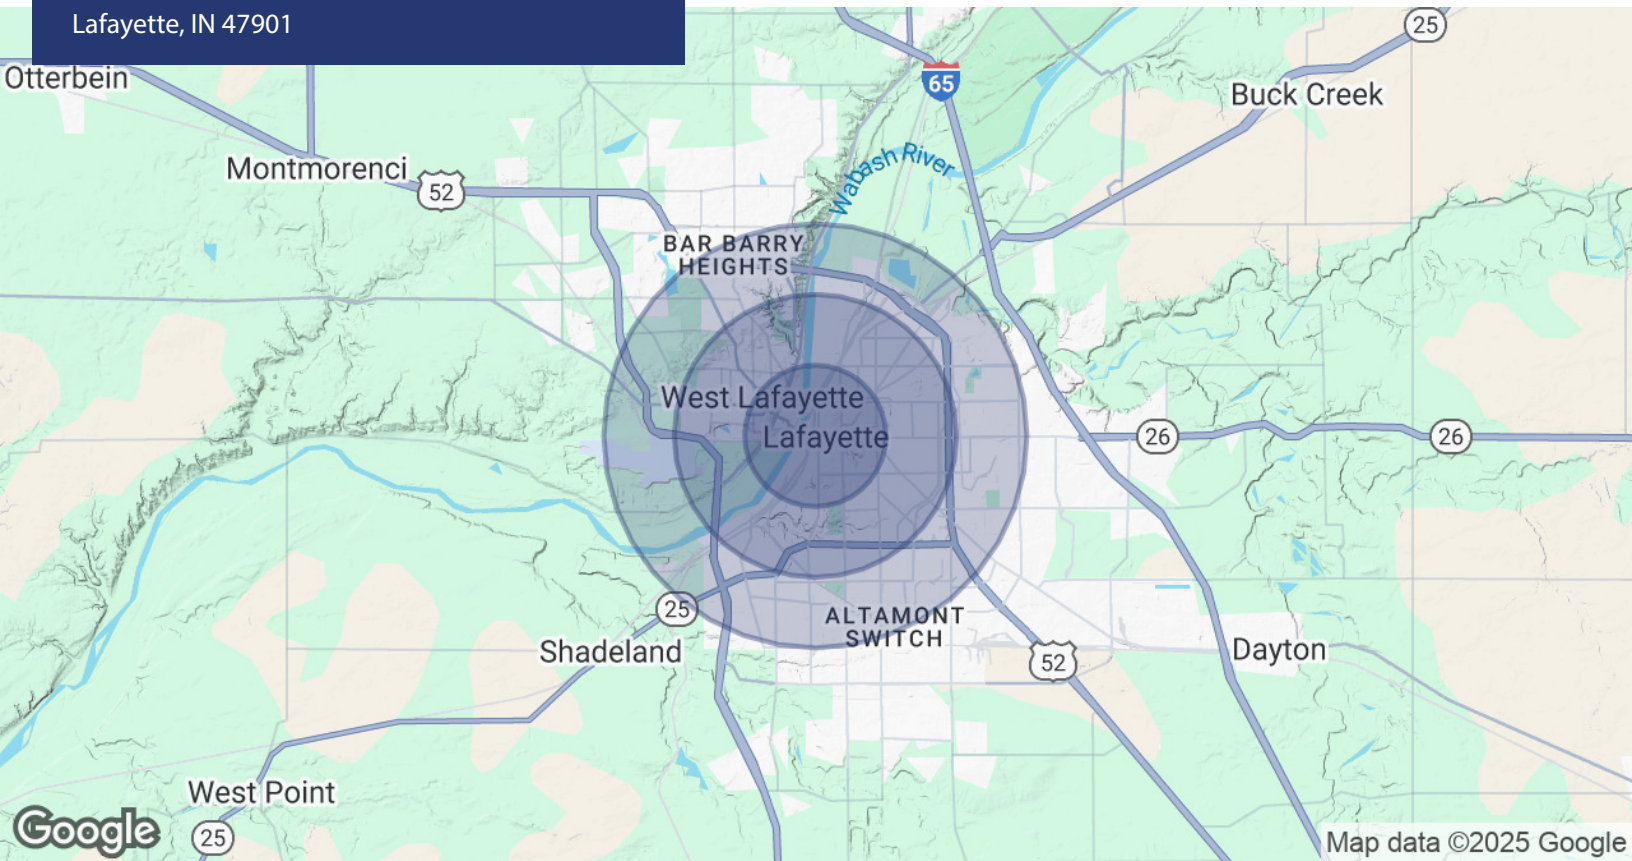 Lafayette, IN 47901
25
Otterbein
65
Buck Creek
Montmorenci
52
Wabash River
BAR BARRY
HEIGHTS
West Lafayette
Lafayette
26
26
25
ALTAMONT
SWITCH
Shadeland
52
Dayton
West Point
Google
25
Map data ©2025 Google